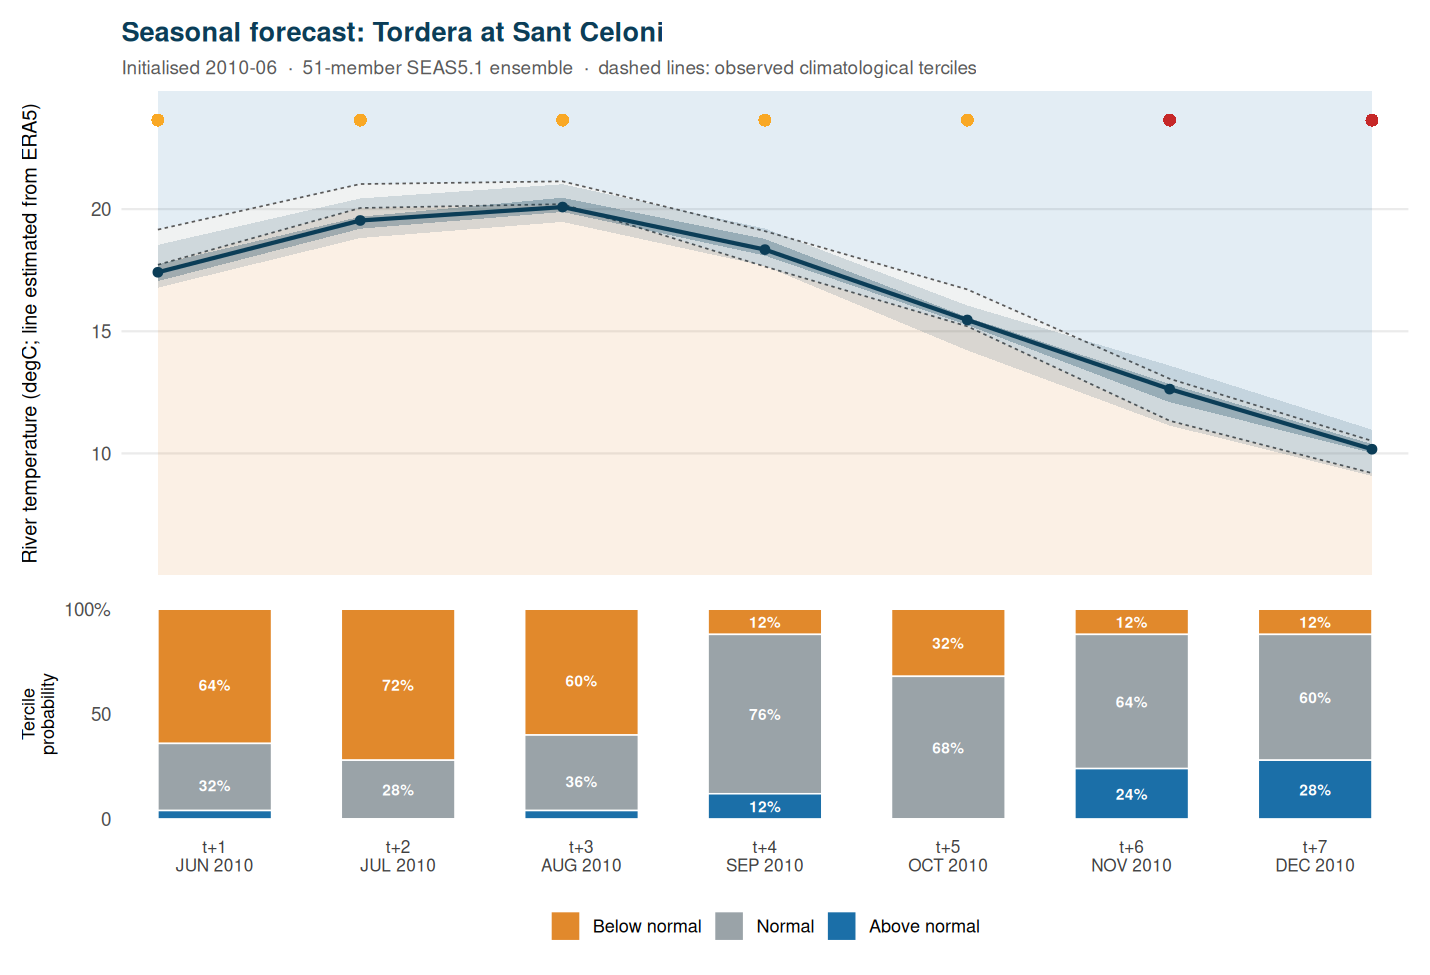 Seasonal forecast: Tordera at Sant Celoni
Initialised 2010-06 · 51-member SEAS5.1 ensemble · dashed lines: observed climatological terciles
River temperature (degC; line estimated from ERA5)
20
15
10
Tercile
probability
100%
50
0
64%
32%
72%
28%
60%
36%
12%
76%
12%
32%
68%
12%
64%
24%
12%
60%
28%
t+1
JUN 2010
t+2
JUL 2010
t+3
AUG 2010
t+4
SEP 2010
t+5
OCT 2010
t+6
NOV 2010
t+7
DEC 2010
Below normal
Normal
Above normal